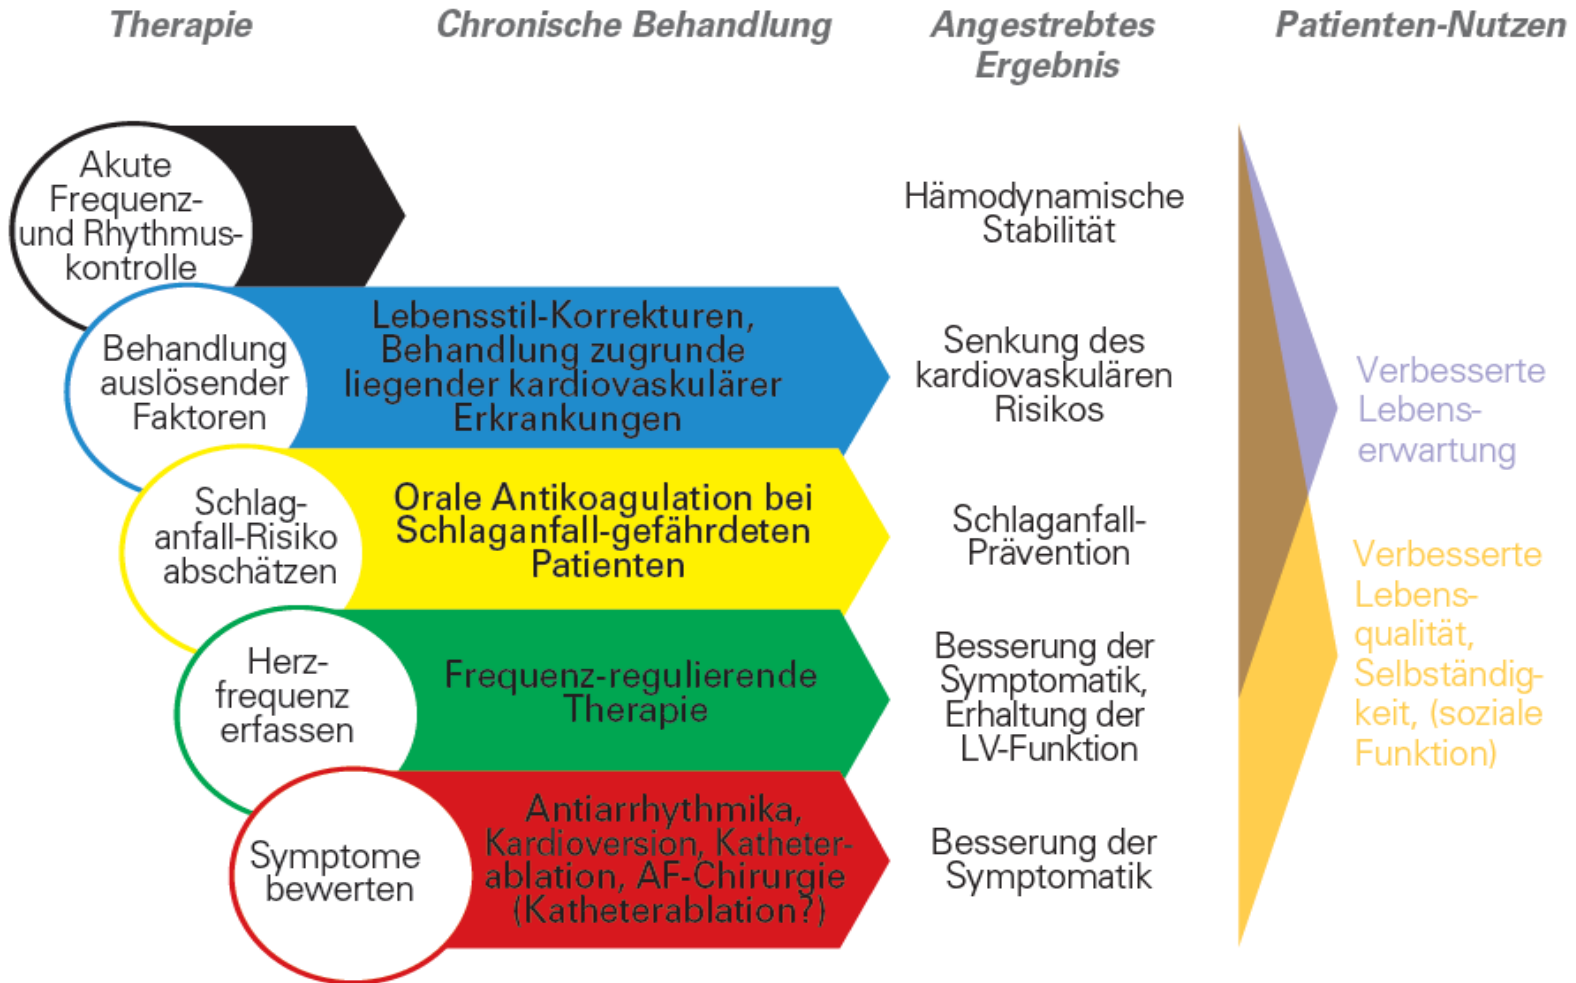 Therapie
Chronische Behandlung
Angestrebtes
Ergebnis
Patienten-Nutzen
Akute
Frequenz-
und Rhythmus-
kontrolle
Hämodynamische
Stabilität
Behandlung
auslösender
Faktoren
Lebensstil-Korrekturen,
Behandlung zugrunde
liegender kardiovaskulärer
Erkrankungen
Senkung des
kardiovaskulären
Risikos
Schlag-
anfall-Risiko
abschätzen
Orale Antikoagulation bei
Schlaganfall-gefährdeten
Patienten
Schlaganfall-
Prävention
Herz-
frequenz
erfassen
Frequenz-regulierende
Therapie
Besserung der
Symptomatik,
Erhaltung der
LV-Funktion
Symptome
bewerten
Antiarrhythmika,
Kardioversion, Katheter-
ablation, AF-Chirurgie
(Katheterablation?)
Besserung der
Symptomatik
Verbesserte
Lebens-
erwartung
Verbesserte
Lebens-
qualität,
Selbständig-
keit, (soziale
Funktion)